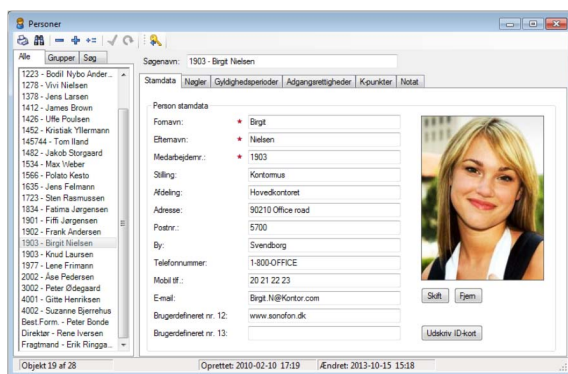 Personer
Alle Grupper Søg
1223 - Bodil Nybo Ander...
1278 - Vivi Nielsen
1378 - Jens Larsen
1412 - James Brown
1426 - Uffe Poulsen
1452 - Kristiak Yllermann
145744 - Tom Iland
1482 - Jakob Storgaard
1534 - Max Weber
1566 - Polato Kesto
1635 - Jens Felmann
1723 - Sten Rasmussen
1834 - Fatima Jørgensen
1901 - Fiffi Jørgensen
1902 - Frank Andersen
1903 - Birgit Nielsen
1903 - Knud Laursen
1977 - Lene Frimann
2002 - Åse Pedersen
3002 - Peter Ødegaard
4001 - Gitte Henriksen
4002 - Suzanne Bjerrehus
Best.Form. - Peter Bonde
Direktør - Rene Iversen
Fragtmand - Erik Ringga...
Søgenavn: 1903 - Birgit Nielsen
Stamdata Nøgler Gyldighedsperioder Adgangsrettigheder K-punkter Notat
Person stamdata
Fornavn: * Birgit
Efternavn: * Nielsen
Medarbejdernr.: * 1903
Stilling: Kontormus
Afdeling: Hovedkontoret
Adresse: 90210 Office road
Postnr.: 5700
By: Svendborg
Telefonnummer: 1-800-OFFICE
Mobil tlf.: 20 21 22 23
E-mail: Birgit.N@Kontor.com
Brugerdefineret nr. 12: www.sonofon.dk
Brugerdefineret nr. 13:
Skift Fjern
Udskriv ID-kort
Objekt 19 af 28 Oprettet: 2010-02-10 17:19 Ændret: 2013-10-15 15:18